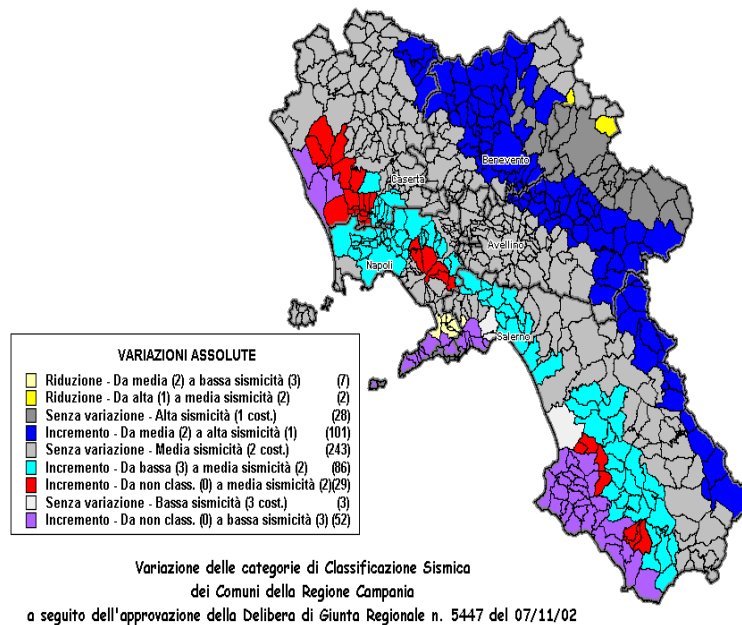 Benevento
Caserta
Avellino
Napoli
Salerno
VARIAZIONI ASSOLUTE
Riduzione - Da media (2) a bassa sismicità (3) (7)
Riduzione - Da alta (1) a media sismicità (2) (2)
Senza variazione - Alta sismicità (1 cost.) (28)
Incremento - Da media (2) a alta sismicità (1) (101)
Senza variazione - Media sismicità (2 cost.) (243)
Incremento - Da bassa (3) a media sismicità (2) (86)
Incremento - Da non class. (0) a media sismicità (2)(29)
Senza variazione - Bassa sismicità (3 cost.) (3)
Incremento - Da non class. (0) a bassa sismicità (3) (52)
Variazione delle categorie di Classificazione Sismica
dei Comuni della Regione Campania
a seguito dell'approvazione della Delibera di Giunta Regionale n. 5447 del 07/11/02